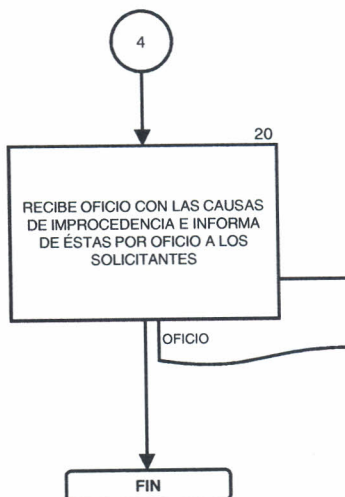 4
20
RECIBE OFICIO CON LAS CAUSAS
DE IMPROCEDENCIA E INFORMA
DE ÉSTAS POR OFICIO A LOS
SOLICITANTES
OFICIO
FIN